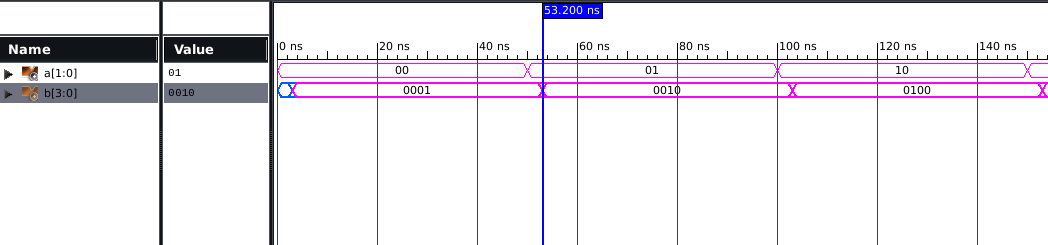 53.200 ns
Name Value
0 ns 20 ns 40 ns 60 ns 80 ns 100 ns 120 ns 140 ns
a[1:0] 01 00 01 10
b[3:0] 0010 0001 0010 0100